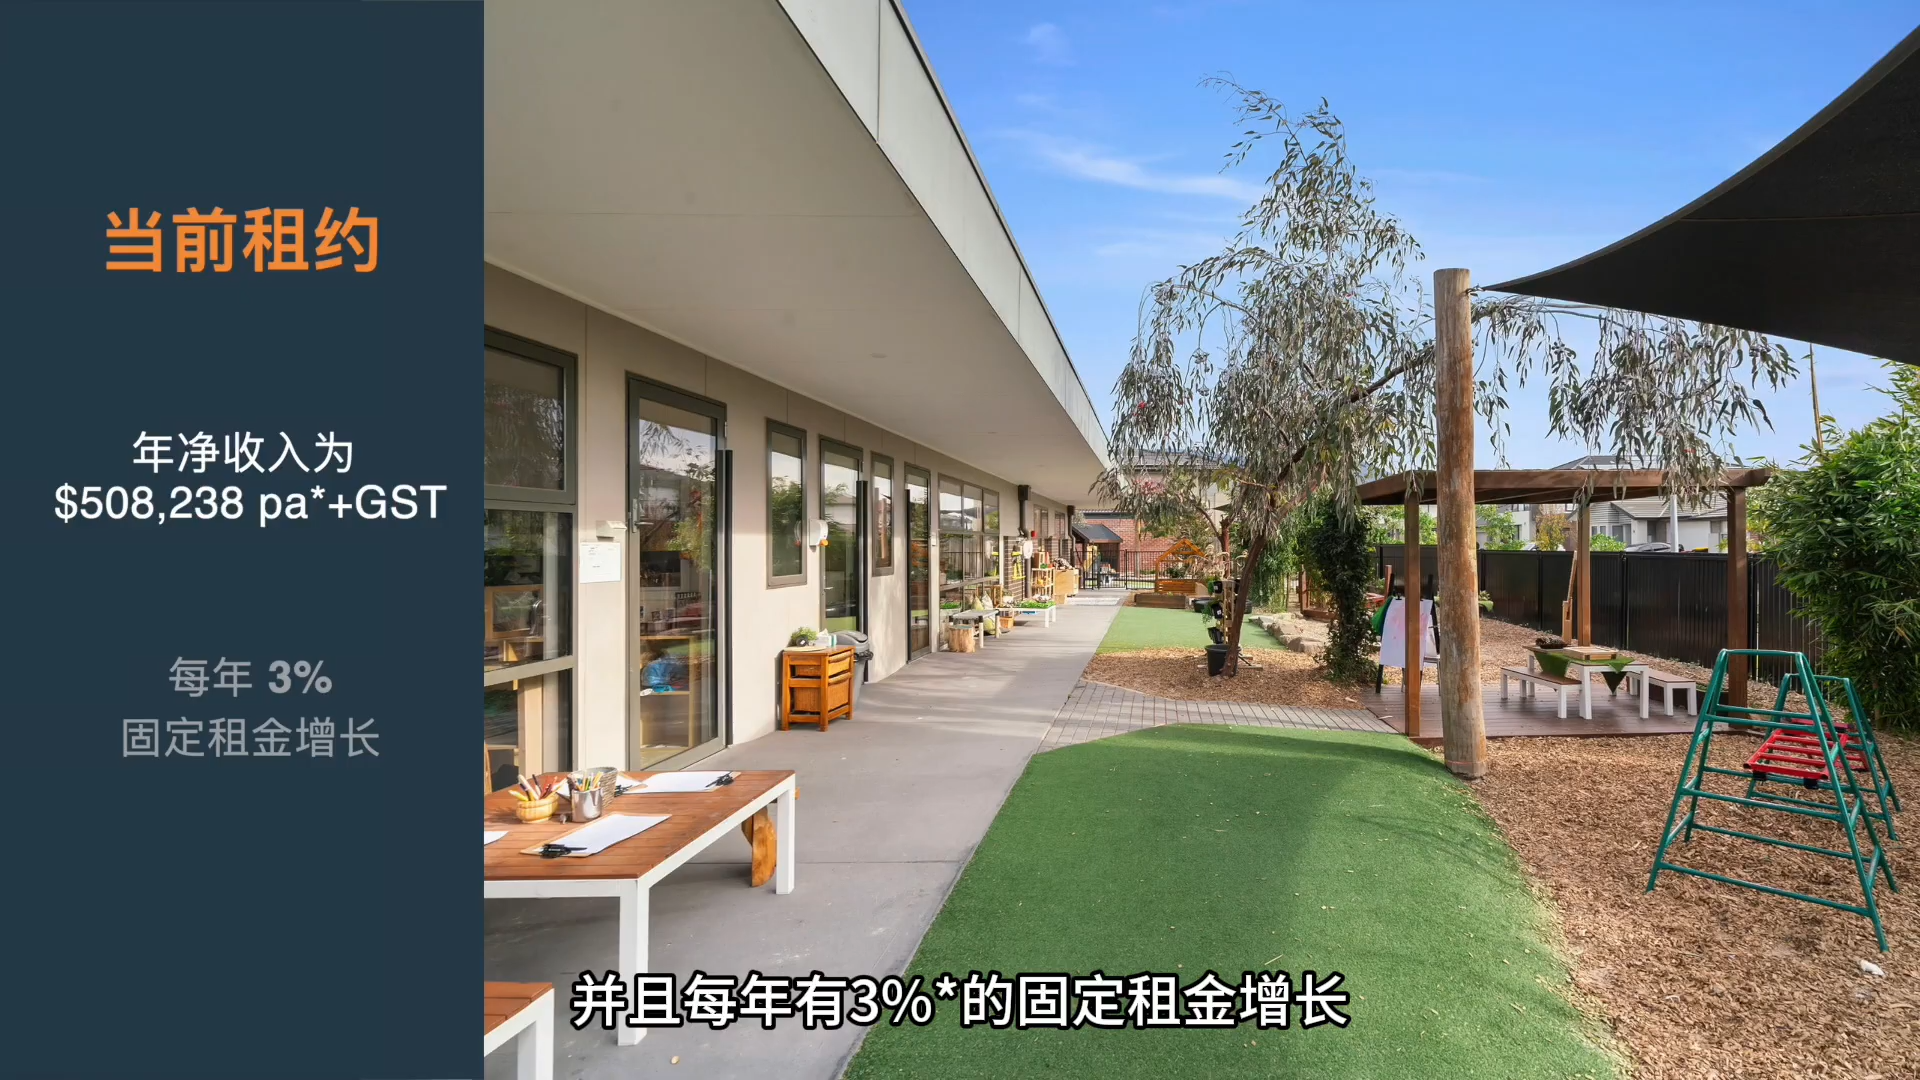 当前租约
年净收入为
$508,238 pa*+GST
每年 3%
固定租金增长
并且每年有3%*的固定租金增长